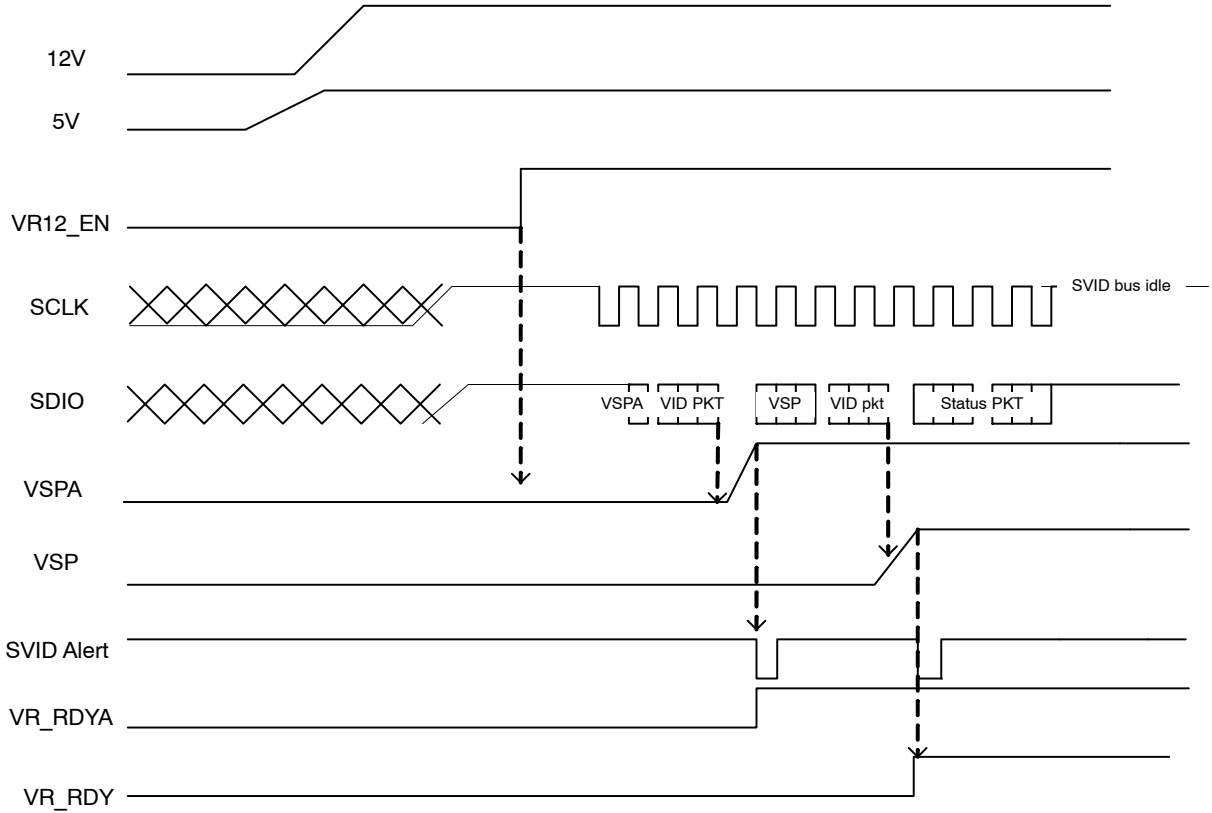 12V
5V
VR12_EN
SCLK
SVID bus idle
SDIO
VSPA VID PKT VSP VID pkt Status PKT
VSPA
VSP
SVID Alert
VR_RDYA
VR_RDY